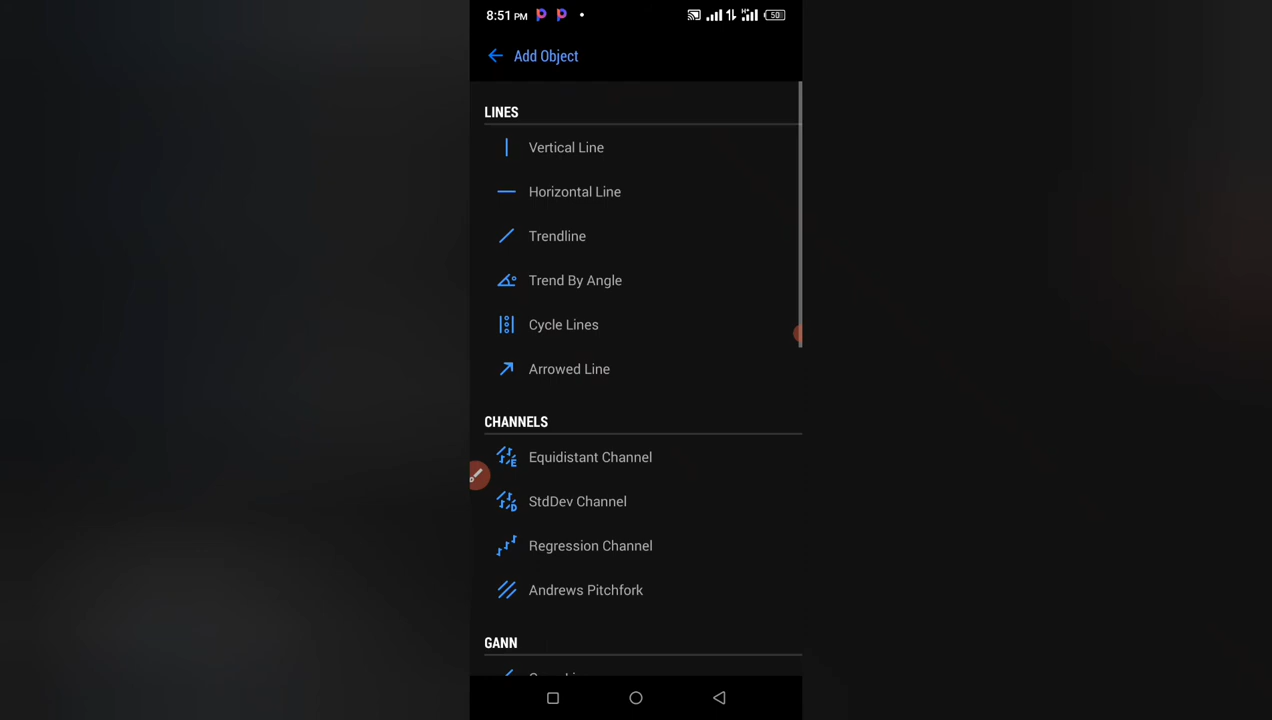 8:51 PM
50
Add Object
LINES
Vertical Line
Horizontal Line
Trendline
Trend By Angle
Cycle Lines
Arrowed Line
CHANNELS
Equidistant Channel
StdDev Channel
Regression Channel
Andrews Pitchfork
GANN